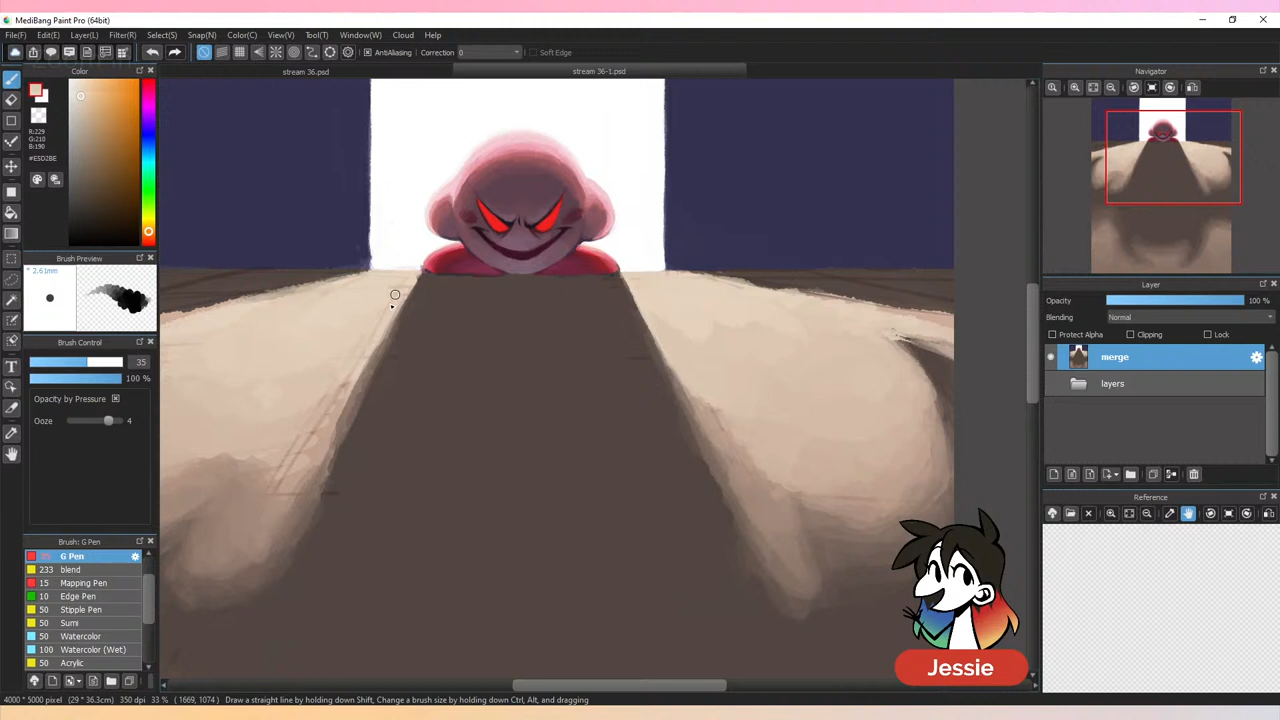 MediBang Paint Pro (64bit)
File(F) Edit(E) Layer(L) Filter(R) Select(S) Snap(N) Color(C) View(V) Tool(T) Window(W) Cloud Help
AntiAliasing Correction 0 Soft Edge
Color
stream 36.psd
stream 36-1.psd
Navigator
R:229
G:210
B:190
#E5D2BE
Brush Preview
* 2.61mm
Brush Control
35
100 %
Opacity by Pressure
Ooze 4
Layer
Opacity 100 %
Blending Normal
Protect Alpha Clipping Lock
merge
layers
Reference
Brush: G Pen
G Pen
233 blend
15 Mapping Pen
10 Edge Pen
50 Stipple Pen
50 Sumi
50 Watercolor
100 Watercolor (Wet)
50 Acrylic
Jessie
4000 * 5000 pixel (29 * 36.3cm) 350 dpi 33 % ( 1669, 1074 ) Draw a straight line by holding down Shift, Change a brush size by holding down Ctrl, Alt, and dragging